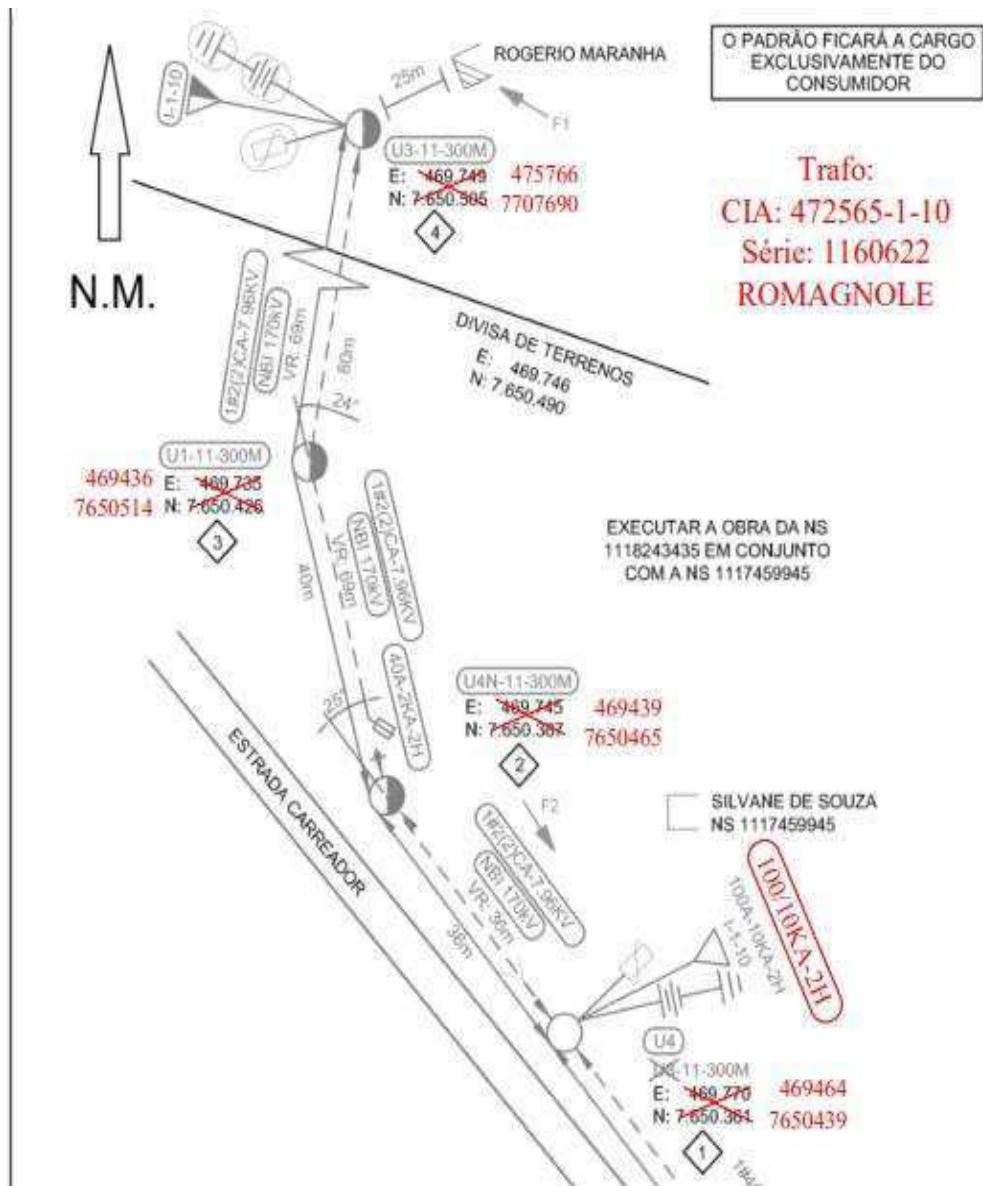 ROGERIO MARANHA
O PADRÃO FICARÁ A CARGO
EXCLUSIVAMENTE DO
CONSUMIDOR
25m
I-1-10
F1
U3-11-300M
E: 469.749 475766
N: 7.650.505 7707690
4
Trafo:
CIA: 472565-1-10
Série: 1160622
ROMAGNOLE
N.M.
1#2(2)CA-7.96KV
NBI 170kV
VR: 69m
80m
DIVISA DE TERRENOS
E: 469.746
N: 7.650.490
24°
U1-11-300M
469436 E: 469.735
7650514 N: 7.650.426
3
1#2(2)CA-7.96KV
NBI 170kV
VR: 69m
40m
EXECUTAR A OBRA DA NS
1118243435 EM CONJUNTO
COM A NS 1117459945
40A-2KA-2H
25°
U4N-11-300M
E: 469.745 469439
N: 7.650.387 7650465
2
F2
ESTRADA CARREADOR
SILVANE DE SOUZA
NS 1117459945
1#2(2)CA-7.96KV
NBI 170kV
VR: 36m
36m
100/10KA-2H
100A-10KA-2H
I-1-10
U4
U3-11-300M
E: 469.770 469464
N: 7.650.361 7650439
1